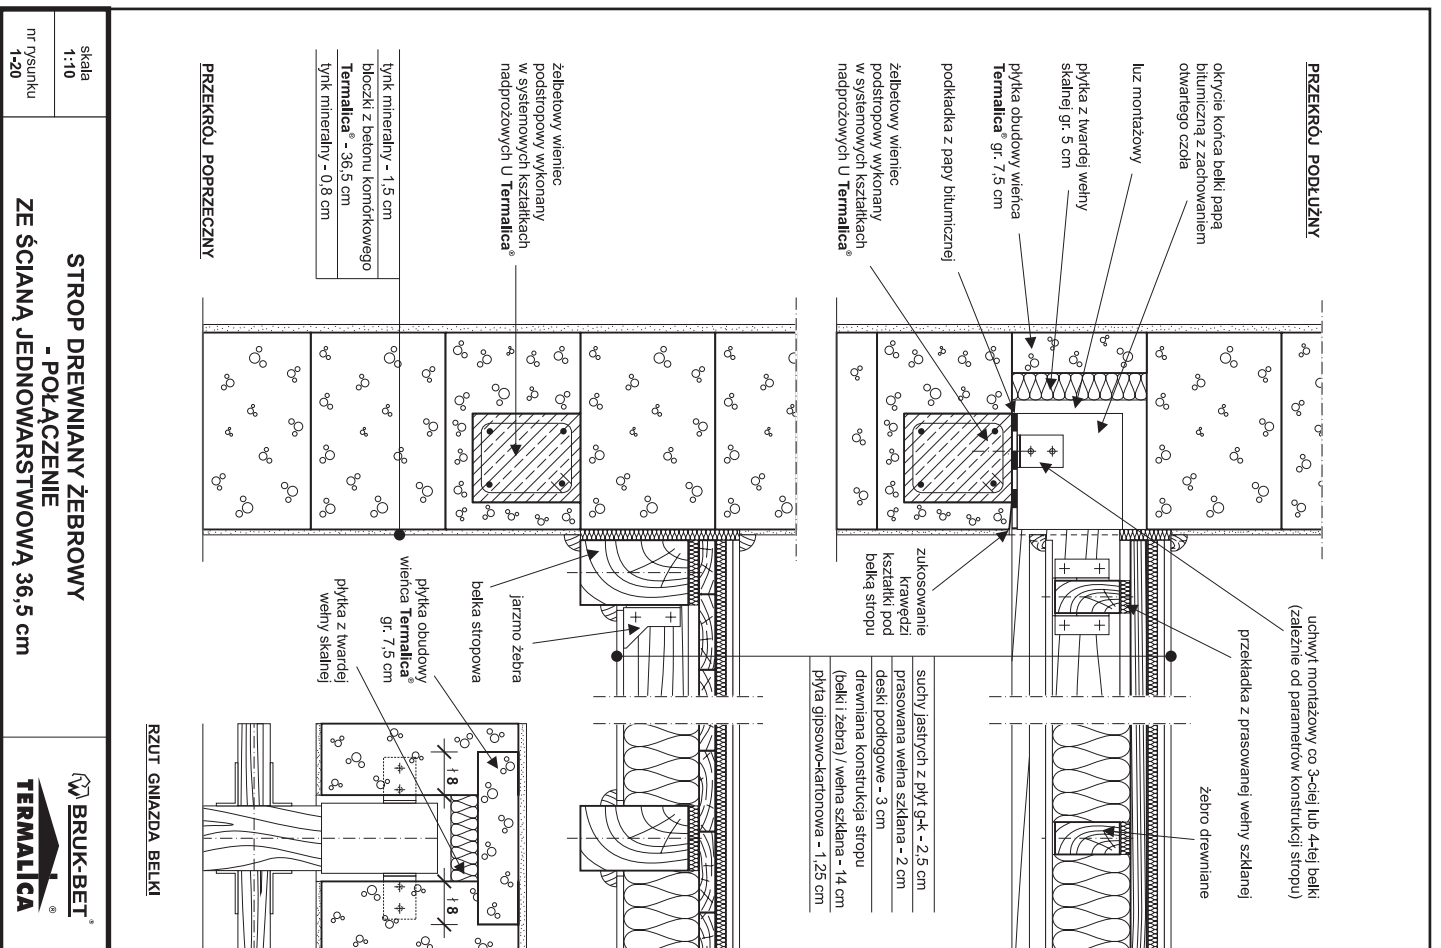 PRZEKRÓJ PODŁUŻNY
okrycie końca belki papą
bitumiczną z zachowaniem
otwartego czoła
luz montażowy
płytka z twardej wełny
skalnej gr. 5 cm
płytka obudowy wieńca
Termalica® gr. 7,5 cm
podkładka z papy bitumicznej
żelbetowy wieniec
podstropowy wykonany
w systemowych kształtkach
nadprożowych U Termalica®
uchwyt montażowy co 3-ciej lub 4-tej belki
(zależnie od parametrów konstrukcji stropu)
przekładka z prasowanej wełny szklanej
żebro drewniane
zukosowanie
krawędzi
kształtki pod
belką stropu
suchy jastrych z płyt g-k - 2,5 cm
prasowana wełna szklana - 2 cm
deski podłogowe - 3 cm
drewniana konstrukcja stropu
(belki i żebra) / wełna szklana - 14 cm
płyta gipsowo-kartonowa - 1,25 cm
żelbetowy wieniec
podstropowy wykonany
w systemowych kształtkach
nadprożowych U Termalica®
tynk mineralny - 1,5 cm
bloczki z betonu komórkowego
Termalica® - 36,5 cm
tynk mineralny - 0,8 cm
PRZEKRÓJ POPRZECZNY
jarzmo żebra
belka stropowa
płytka obudowy
wieńca Termalica®
gr. 7,5 cm
płytka z twardej
wełny skalnej
8
8
RZUT GNIAZDA BELKI
skala
1:10
nr rysunku
1-20
STROP DREWNIANY ŻEBROWY
- POŁĄCZENIE
ZE ŚCIANĄ JEDNOWARSTWOWĄ 36,5 cm
BRUK-BET®
TERMALICA®